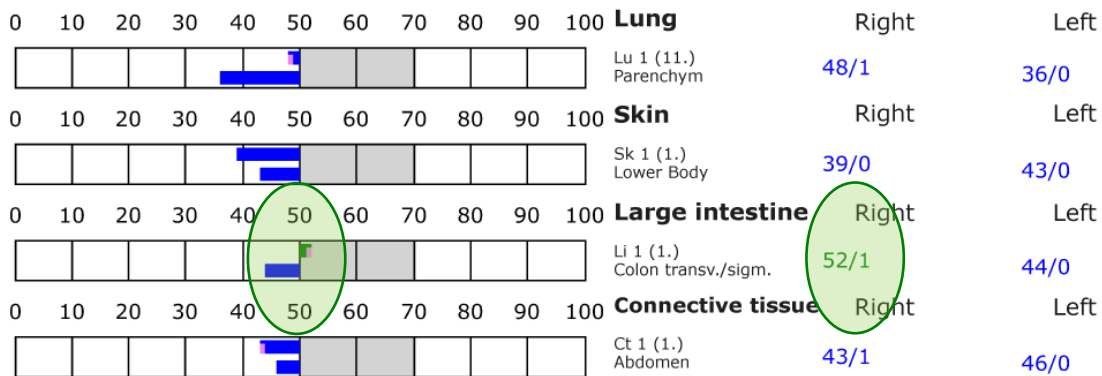 0 10 20 30 40 50 60 70 80 90 100 Lung Right Left
Lu 1 (11.)
Parenchym
48/1 36/0
0 10 20 30 40 50 60 70 80 90 100 Skin Right Left
Sk 1 (1.)
Lower Body
39/0 43/0
0 10 20 30 40 50 60 70 80 90 100 Large intestine Right Left
Li 1 (1.)
Colon transv./sigm.
52/1 44/0
0 10 20 30 40 50 60 70 80 90 100 Connective tissue Right Left
Ct 1 (1.)
Abdomen
43/1 46/0